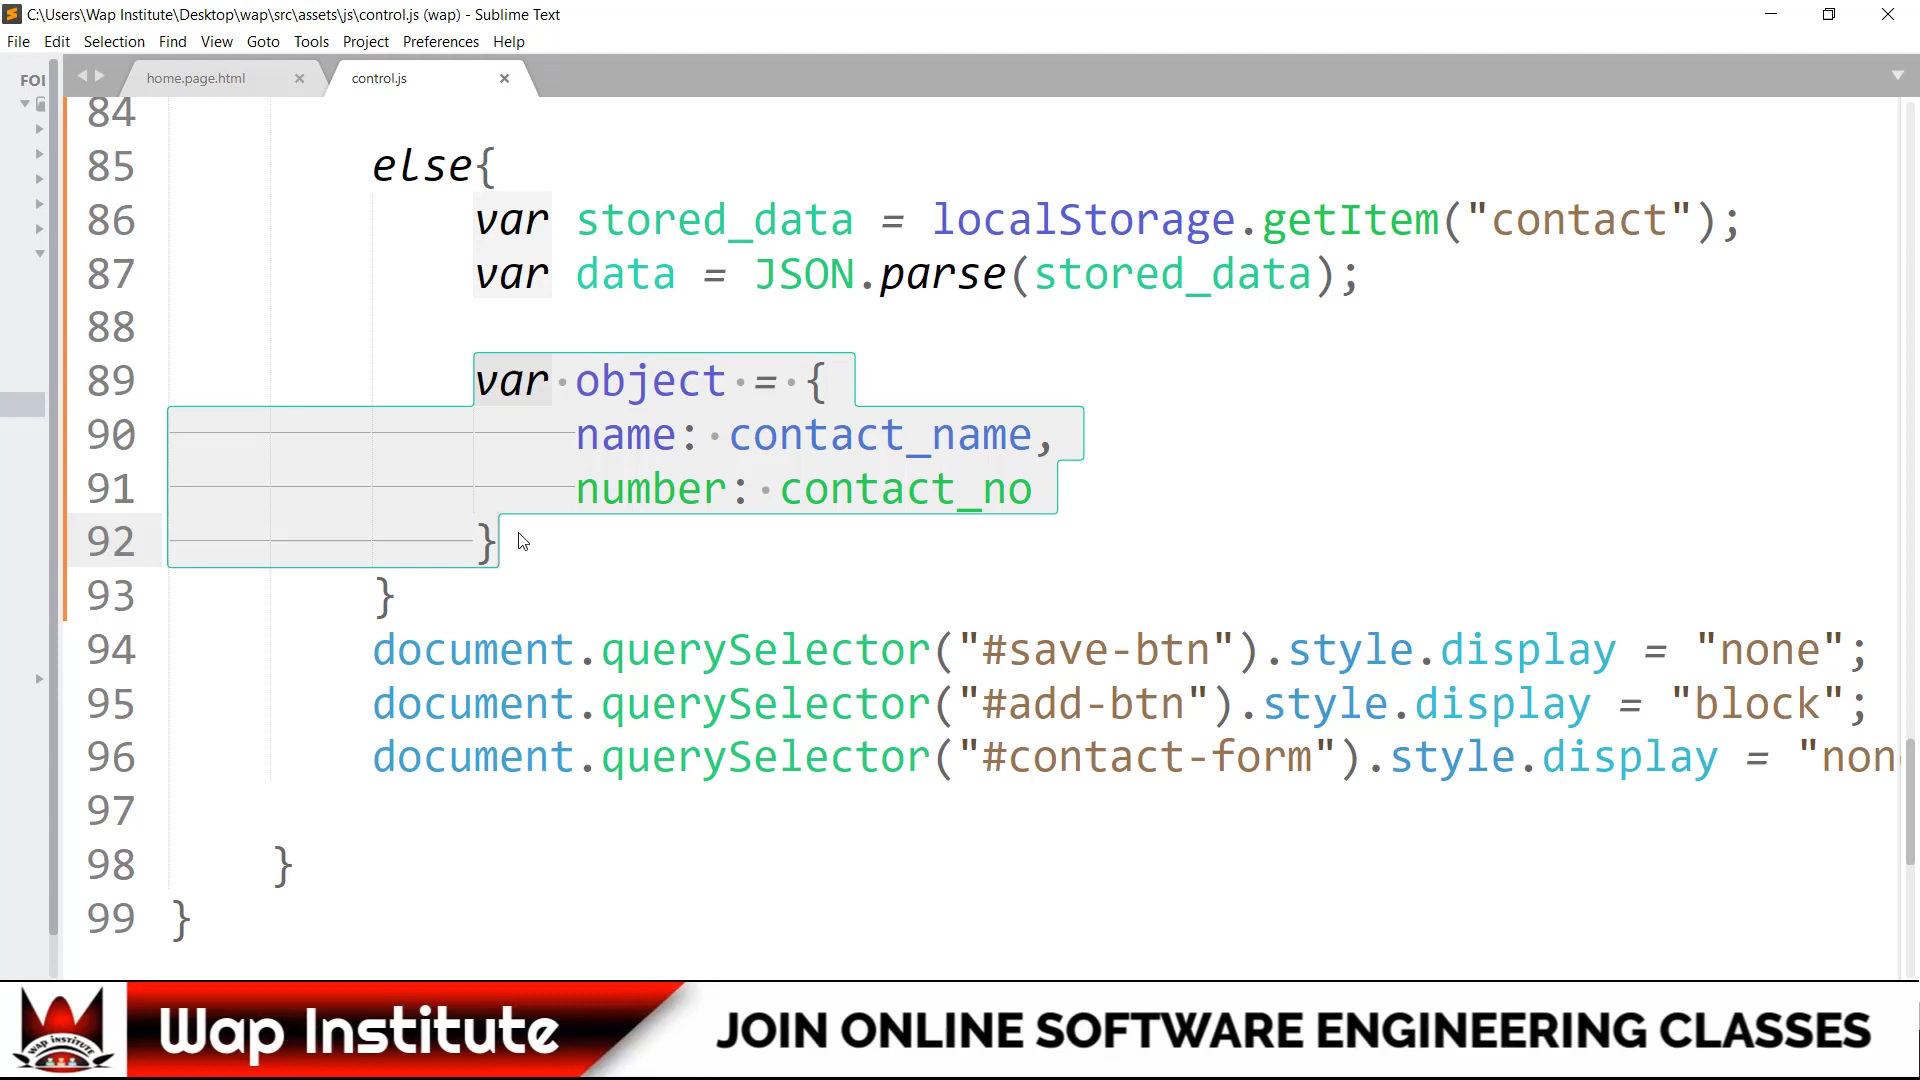 C:\Users\Wap Institute\Desktop\wap\src\assets\js\control.js (wap) - Sublime Text
File Edit Selection Find View Goto Tools Project Preferences Help
FOL
home.page.html
control.js
84
85 else{
86 var stored_data = localStorage.getItem("contact");
87 var data = JSON.parse(stored_data);
88
89 var object = {
90 name: contact_name,
91 number: contact_no
92 }
93 }
94 document.querySelector("#save-btn").style.display = "none";
95 document.querySelector("#add-btn").style.display = "block";
96 document.querySelector("#contact-form").style.display = "non
97
98 }
99 }
WAP INSTITUTE
Wap Institute
JOIN ONLINE SOFTWARE ENGINEERING CLASSES